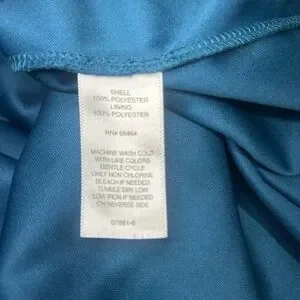 SHELL
100% POLYESTER
LINING
100% POLYESTER
RN# 66464
MACHINE WASH COLD
WITH LIKE COLORS
GENTLE CYCLE
ONLY NON CHLORINE
BLEACH IF NEEDED
TUMBLE DRY LOW
LOW IRON IF NEEDED
ON REVERSE SIDE
07881-6